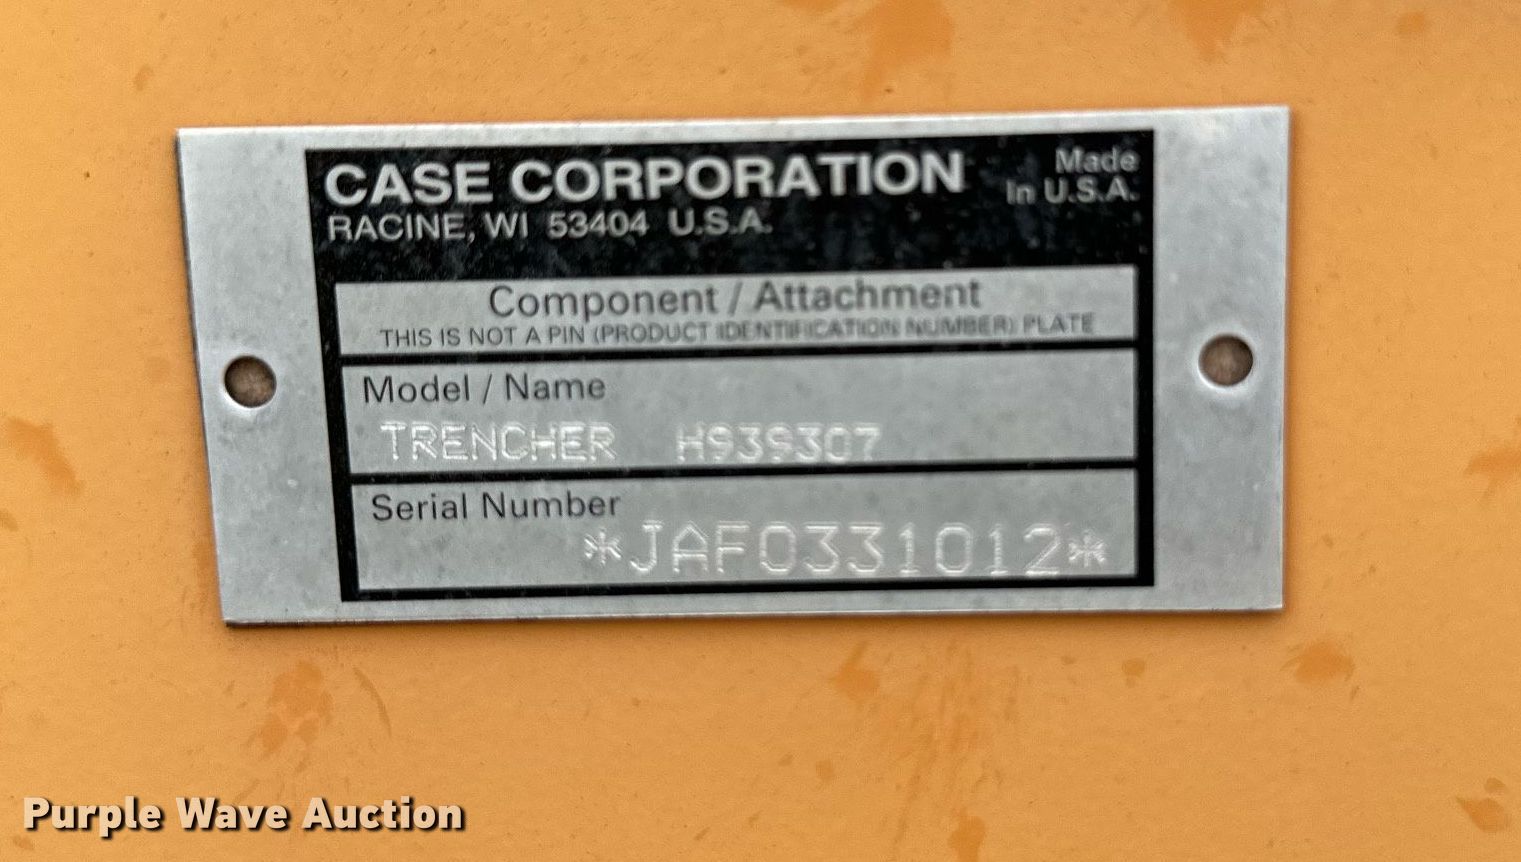 CASE CORPORATION
Made
In U.S.A.
RACINE, WI 53404 U.S.A.
Component / Attachment
THIS IS NOT A PIN (PRODUCT IDENTIFICATION NUMBER) PLATE
Model / Name
TRENCHER H939307
Serial Number
*JAF0331012*
Purple Wave Auction